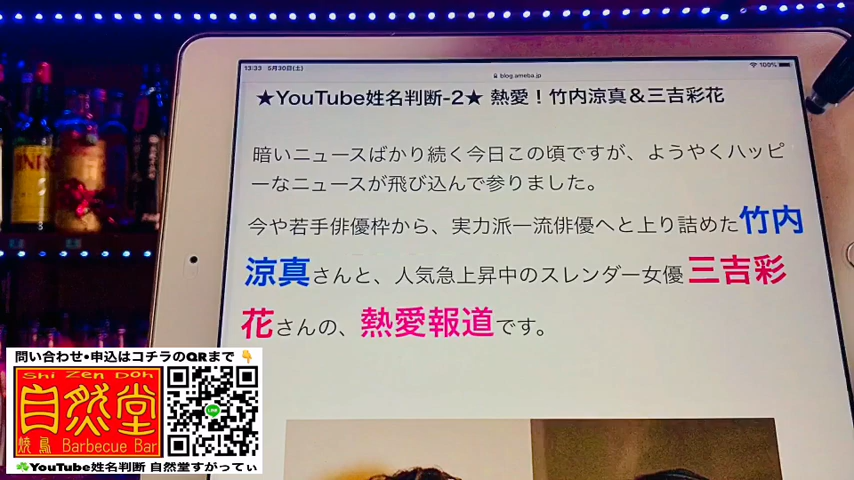 13:33 5月30日(土)
blog.ameba.jp
100%
★YouTube姓名判断-2★ 熱愛！竹内涼真＆三吉彩花
暗いニュースばかり続く今日この頃ですが、ようやくハッピ
ーなニュースが飛び込んで参りました。
今や若手俳優枠から、実力派一流俳優へと上り詰めた竹内
涼真さんと、人気急上昇中のスレンダー女優三吉彩
花さんの、熱愛報道です。
問い合わせ・申込はコチラのQRまで👇
Shi Zen Doh
自然堂
焼鳥 Barbecue Bar
☘YouTube姓名判断 自然堂すがってぃ